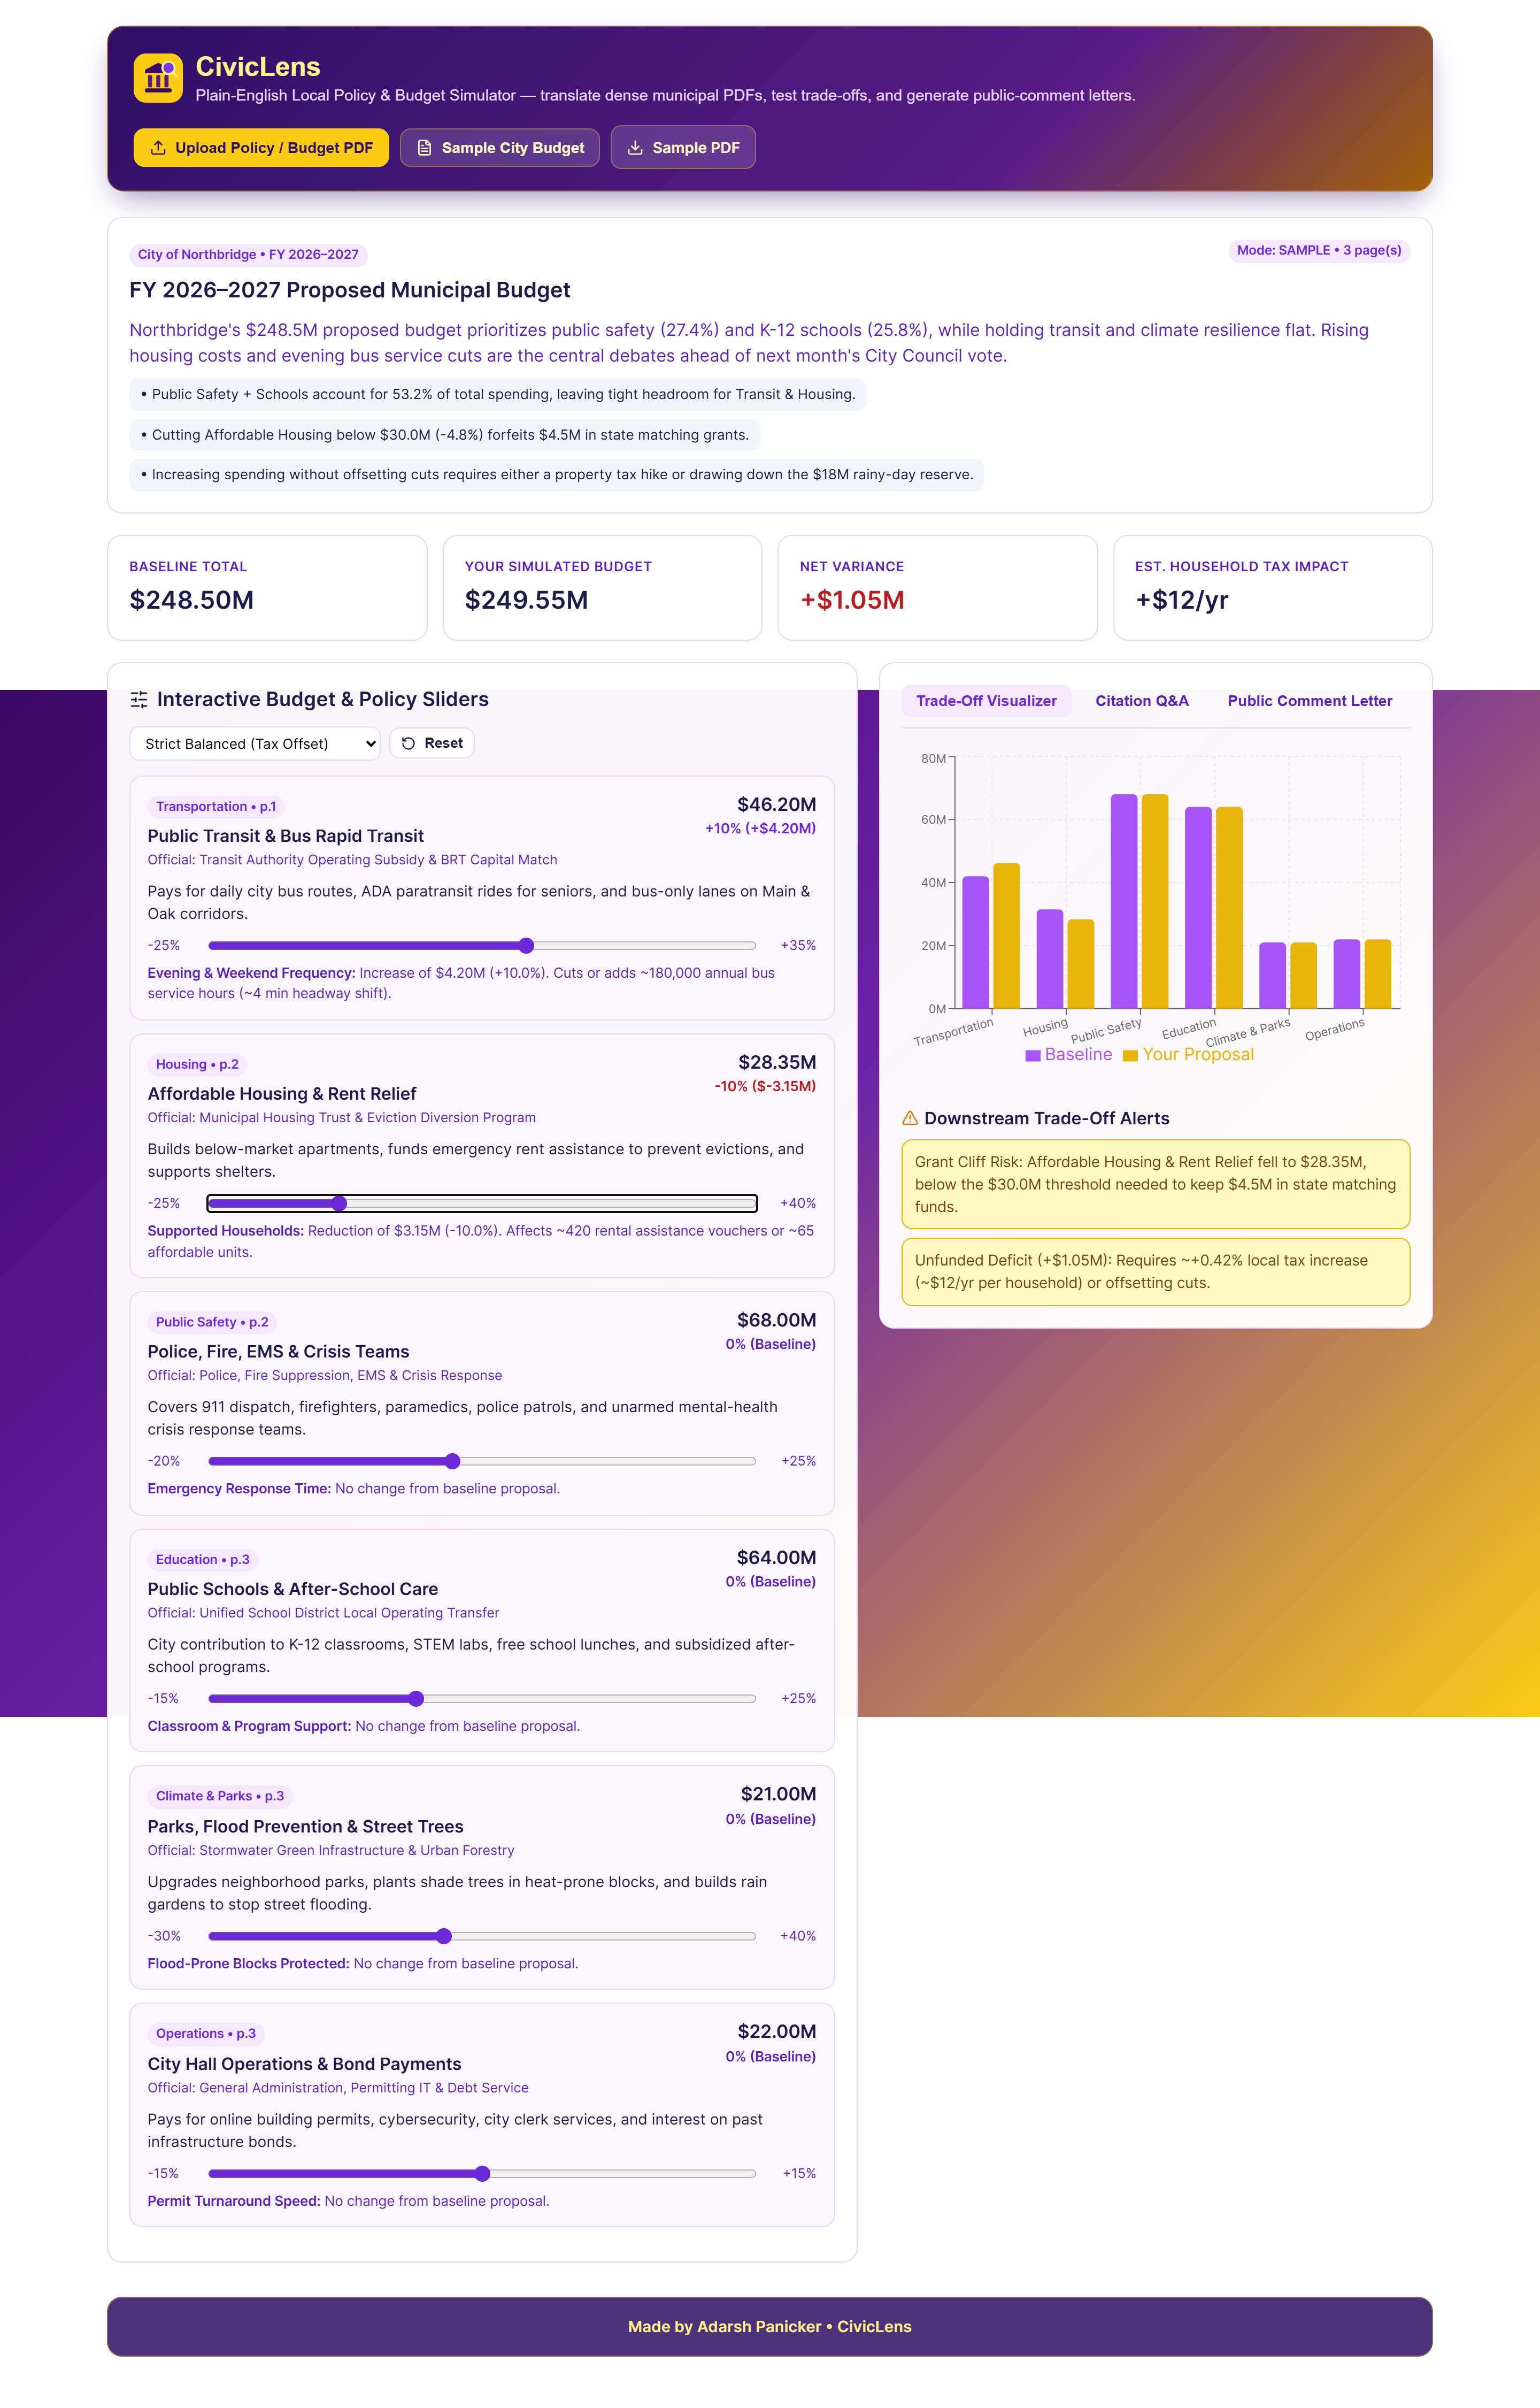 CivicLens
Plain-English Local Policy & Budget Simulator — translate dense municipal PDFs, test trade-offs, and generate public-comment letters.
Upload Policy / Budget PDF
Sample City Budget
Sample PDF
City of Northbridge • FY 2026–2027
Mode: SAMPLE • 3 page(s)
FY 2026–2027 Proposed Municipal Budget
Northbridge's $248.5M proposed budget prioritizes public safety (27.4%) and K-12 schools (25.8%), while holding transit and climate resilience flat. Rising
housing costs and evening bus service cuts are the central debates ahead of next month's City Council vote.
• Public Safety + Schools account for 53.2% of total spending, leaving tight headroom for Transit & Housing.
• Cutting Affordable Housing below $30.0M (-4.8%) forfeits $4.5M in state matching grants.
• Increasing spending without offsetting cuts requires either a property tax hike or drawing down the $18M rainy-day reserve.
BASELINE TOTAL
$248.50M
YOUR SIMULATED BUDGET
$249.55M
NET VARIANCE
+$1.05M
EST. HOUSEHOLD TAX IMPACT
+$12/yr
Interactive Budget & Policy Sliders
Strict Balanced (Tax Offset)
Reset
Transportation • p.1
$46.20M
+10% (+$4.20M)
Public Transit & Bus Rapid Transit
Official: Transit Authority Operating Subsidy & BRT Capital Match
Pays for daily city bus routes, ADA paratransit rides for seniors, and bus-only lanes on Main &
Oak corridors.
-25%
+35%
Evening & Weekend Frequency: Increase of $4.20M (+10.0%). Cuts or adds ~180,000 annual bus
service hours (~4 min headway shift).
Housing • p.2
$28.35M
-10% ($-3.15M)
Affordable Housing & Rent Relief
Official: Municipal Housing Trust & Eviction Diversion Program
Builds below-market apartments, funds emergency rent assistance to prevent evictions, and
supports shelters.
-25%
+40%
Supported Households: Reduction of $3.15M (-10.0%). Affects ~420 rental assistance vouchers or ~65
affordable units.
Public Safety • p.2
$68.00M
0% (Baseline)
Police, Fire, EMS & Crisis Teams
Official: Police, Fire Suppression, EMS & Crisis Response
Covers 911 dispatch, firefighters, paramedics, police patrols, and unarmed mental-health
crisis response teams.
-20%
+25%
Emergency Response Time: No change from baseline proposal.
Education • p.3
$64.00M
0% (Baseline)
Public Schools & After-School Care
Official: Unified School District Local Operating Transfer
City contribution to K-12 classrooms, STEM labs, free school lunches, and subsidized after-
school programs.
-15%
+25%
Classroom & Program Support: No change from baseline proposal.
Climate & Parks • p.3
$21.00M
0% (Baseline)
Parks, Flood Prevention & Street Trees
Official: Stormwater Green Infrastructure & Urban Forestry
Upgrades neighborhood parks, plants shade trees in heat-prone blocks, and builds rain
gardens to stop street flooding.
-30%
+40%
Flood-Prone Blocks Protected: No change from baseline proposal.
Operations • p.3
$22.00M
0% (Baseline)
City Hall Operations & Bond Payments
Official: General Administration, Permitting IT & Debt Service
Pays for online building permits, cybersecurity, city clerk services, and interest on past
infrastructure bonds.
-15%
+15%
Permit Turnaround Speed: No change from baseline proposal.
Trade-Off Visualizer
Citation Q&A
Public Comment Letter
80M
60M
40M
20M
0M
Transportation
Housing
Public Safety
Education
Climate & Parks
Operations
Baseline
Your Proposal
Downstream Trade-Off Alerts
Grant Cliff Risk: Affordable Housing & Rent Relief fell to $28.35M,
below the $30.0M threshold needed to keep $4.5M in state matching
funds.
Unfunded Deficit (+$1.05M): Requires ~+0.42% local tax increase
(~$12/yr per household) or offsetting cuts.
Made by Adarsh Panicker • CivicLens